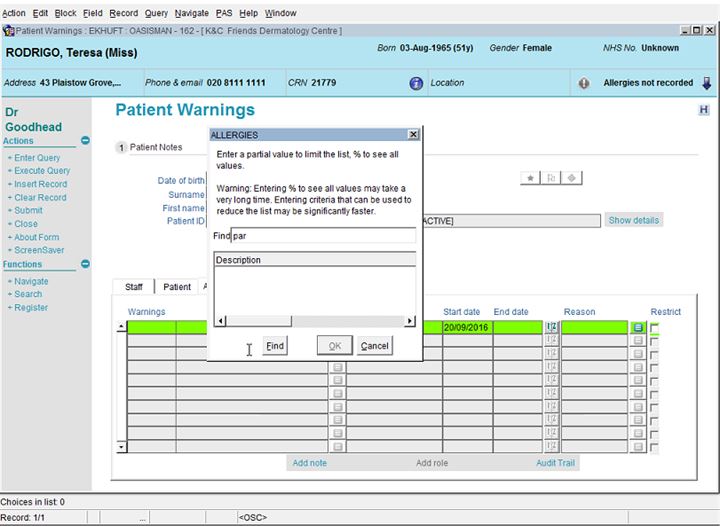 Action Edit Block Field Record Query Navigate PAS Help Window
Patient Warnings : EKHUFT : OASISMAN - 162 - [ K&C Friends Dermatology Centre ]
RODRIGO, Teresa (Miss) Born 03-Aug-1965 (51y) Gender Female NHS No. Unknown
Address 43 Plaistow Grove,... Phone & email 020 8111 1111 CRN 21779 Location Allergies not recorded
Dr
Goodhead
Actions
+ Enter Query
+ Execute Query
+ Insert Record
+ Clear Record
+ Submit
+ Close
+ About Form
+ ScreenSaver
Functions
+ Navigate
+ Search
+ Register
Patient Warnings H
1 Patient Notes
Date of birth
Surname
First name
Patient ID ACTIVE] Show details
ALLERGIES
Enter a partial value to limit the list, % to see all
values.
Warning: Entering % to see all values may take a
very long time. Entering criteria that can be used to
reduce the list may be significantly faster.
Find par
Description
Find OK Cancel
Staff Patient A
Warnings Start date End date Reason Restrict
20/09/2016
Add note Add role Audit Trail
Choices in list: 0
Record: 1/1 ... <OSC>